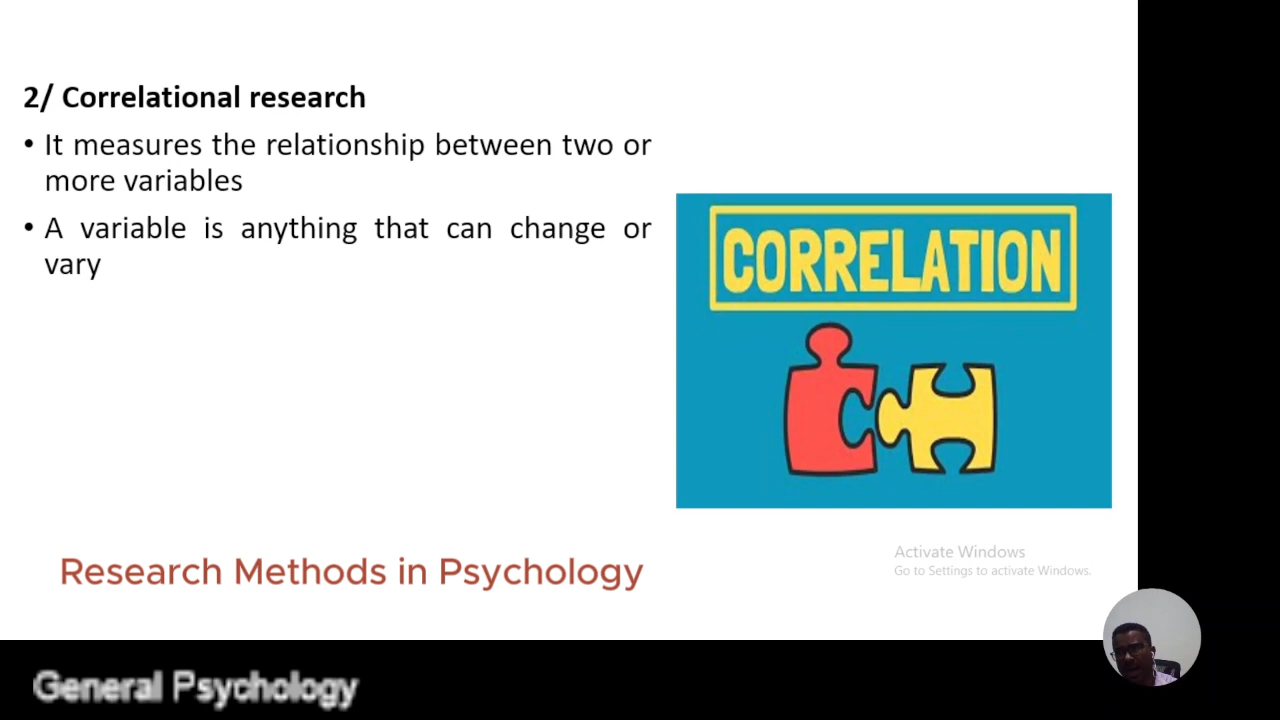 2/ Correlational research
• It measures the relationship between two or
more variables
• A variable is anything that can change or
vary
CORRELATION
Research Methods in Psychology
Activate Windows
Go to Settings to activate Windows.
General Psychology